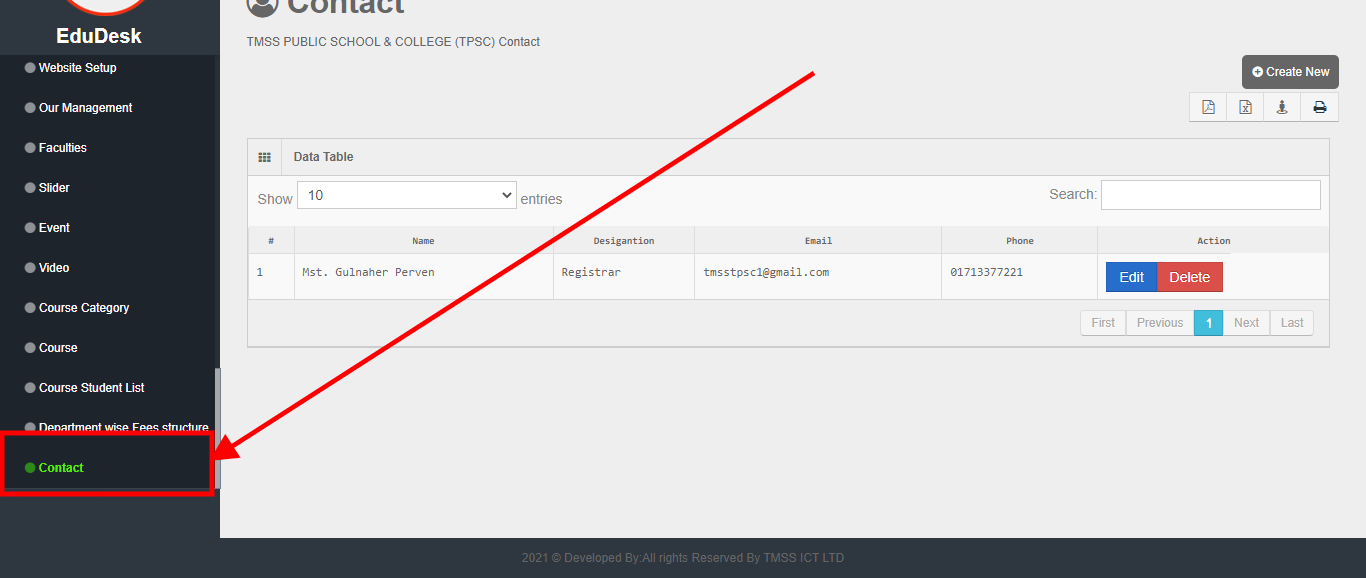 Contact
EduDesk
TMSS PUBLIC SCHOOL & COLLEGE (TPSC) Contact
Website Setup
Our Management
Faculties
Slider
Event
Video
Course Category
Course
Course Student List
Department wise Fees structure
Contact
Create New
Data Table
Show 10 entries
Search:
# Name Desigantion Email Phone Action
1 Mst. Gulnaher Perven Registrar tmsstpsc1@gmail.com 01713377221 Edit Delete
First Previous 1 Next Last
2021 © Developed By:All rights Reserved By TMSS ICT LTD